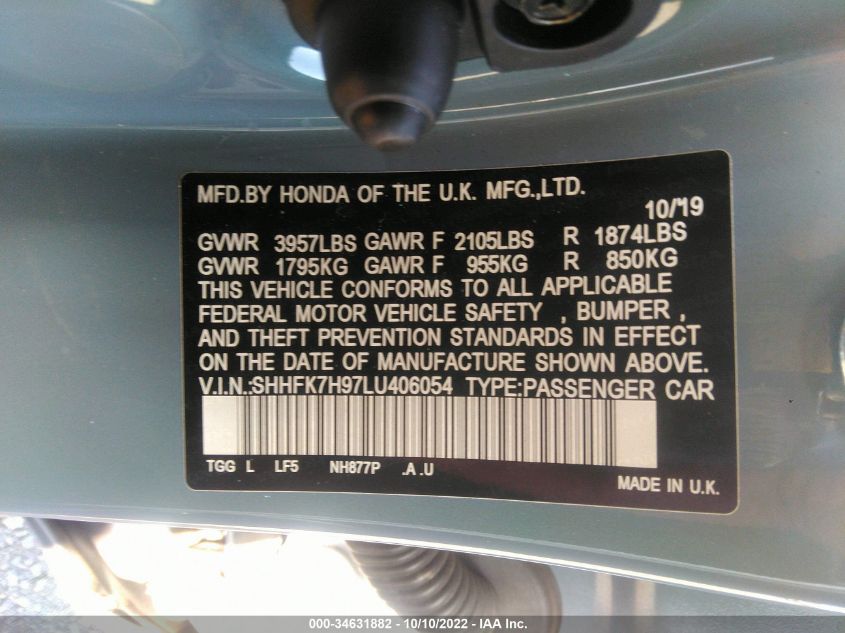 MFD.BY HONDA OF THE U.K. MFG.,LTD.
10/19
GVWR 3957LBS GAWR F 2105LBS R 1874LBS
GVWR 1795KG GAWR F 955KG R 850KG
THIS VEHICLE CONFORMS TO ALL APPLICABLE
FEDERAL MOTOR VEHICLE SAFETY , BUMPER ,
AND THEFT PREVENTION STANDARDS IN EFFECT
ON THE DATE OF MANUFACTURE SHOWN ABOVE.
V.I.N.:SHHFK7H97LU406054 TYPE:PASSENGER CAR
TGG L LF5 NH877P .A .U
MADE IN U.K.
000-34631882 - 10/10/2022 - IAA Inc.